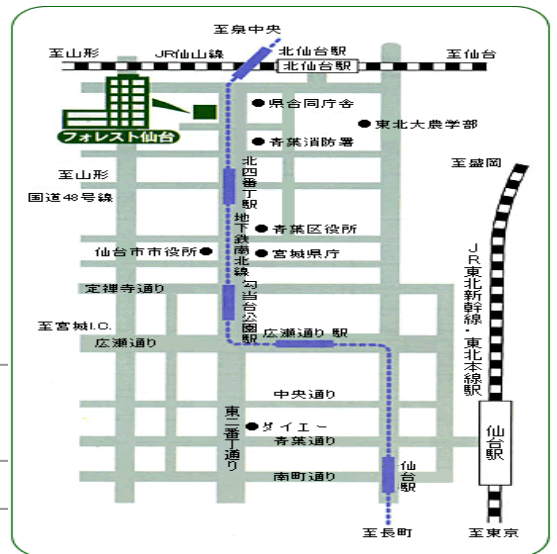 至泉中央
至山形
JR仙山線
北仙台駅
至仙台
北仙台駅
フォレスト仙台
県合同庁舎
東北大農学部
青葉消防署
至盛岡
至山形
国道48号線
北四番丁駅
地下鉄南北線
青葉区役所
仙台市市役所
宮城県庁
JR東北新幹線・東北本線駅
定禅寺通り
勾当台公園駅
至宮城I.C.
広瀬通り
広瀬通り 駅
中央通り
東二番丁通り
ダイエー
青葉通り
仙台駅
南町通り
仙台駅
至長町
至東京